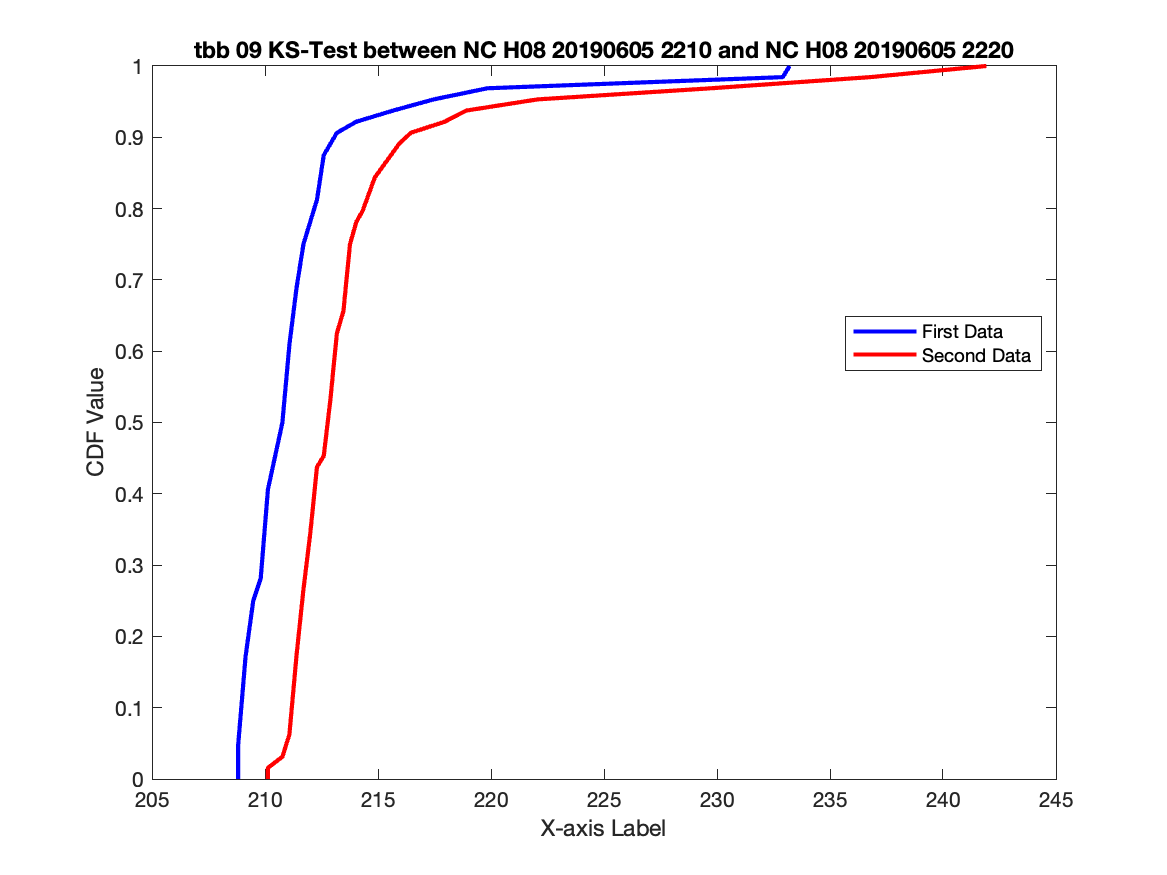 tbb 09 KS-Test between NC H08 20190605 2210 and NC H08 20190605 2220
1
0.9
0.8
0.7
0.6
0.5
0.4
0.3
0.2
0.1
0
CDF Value
First Data
Second Data
205 210 215 220 225 230 235 240 245
X-axis Label